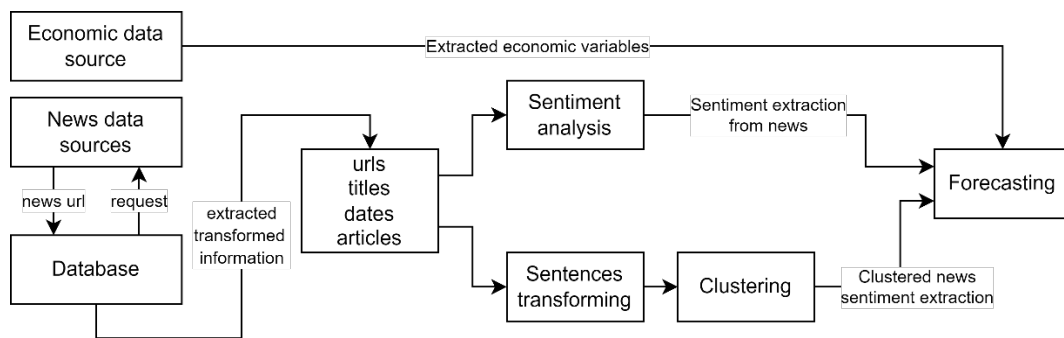 Economic data
source
Extracted economic variables
News data
sources
news url
request
Database
extracted
transformed
information
urls
titles
dates
articles
Sentiment
analysis
Sentiment extraction
from news
Sentences
transforming
Clustering
Clustered news
sentiment extraction
Forecasting